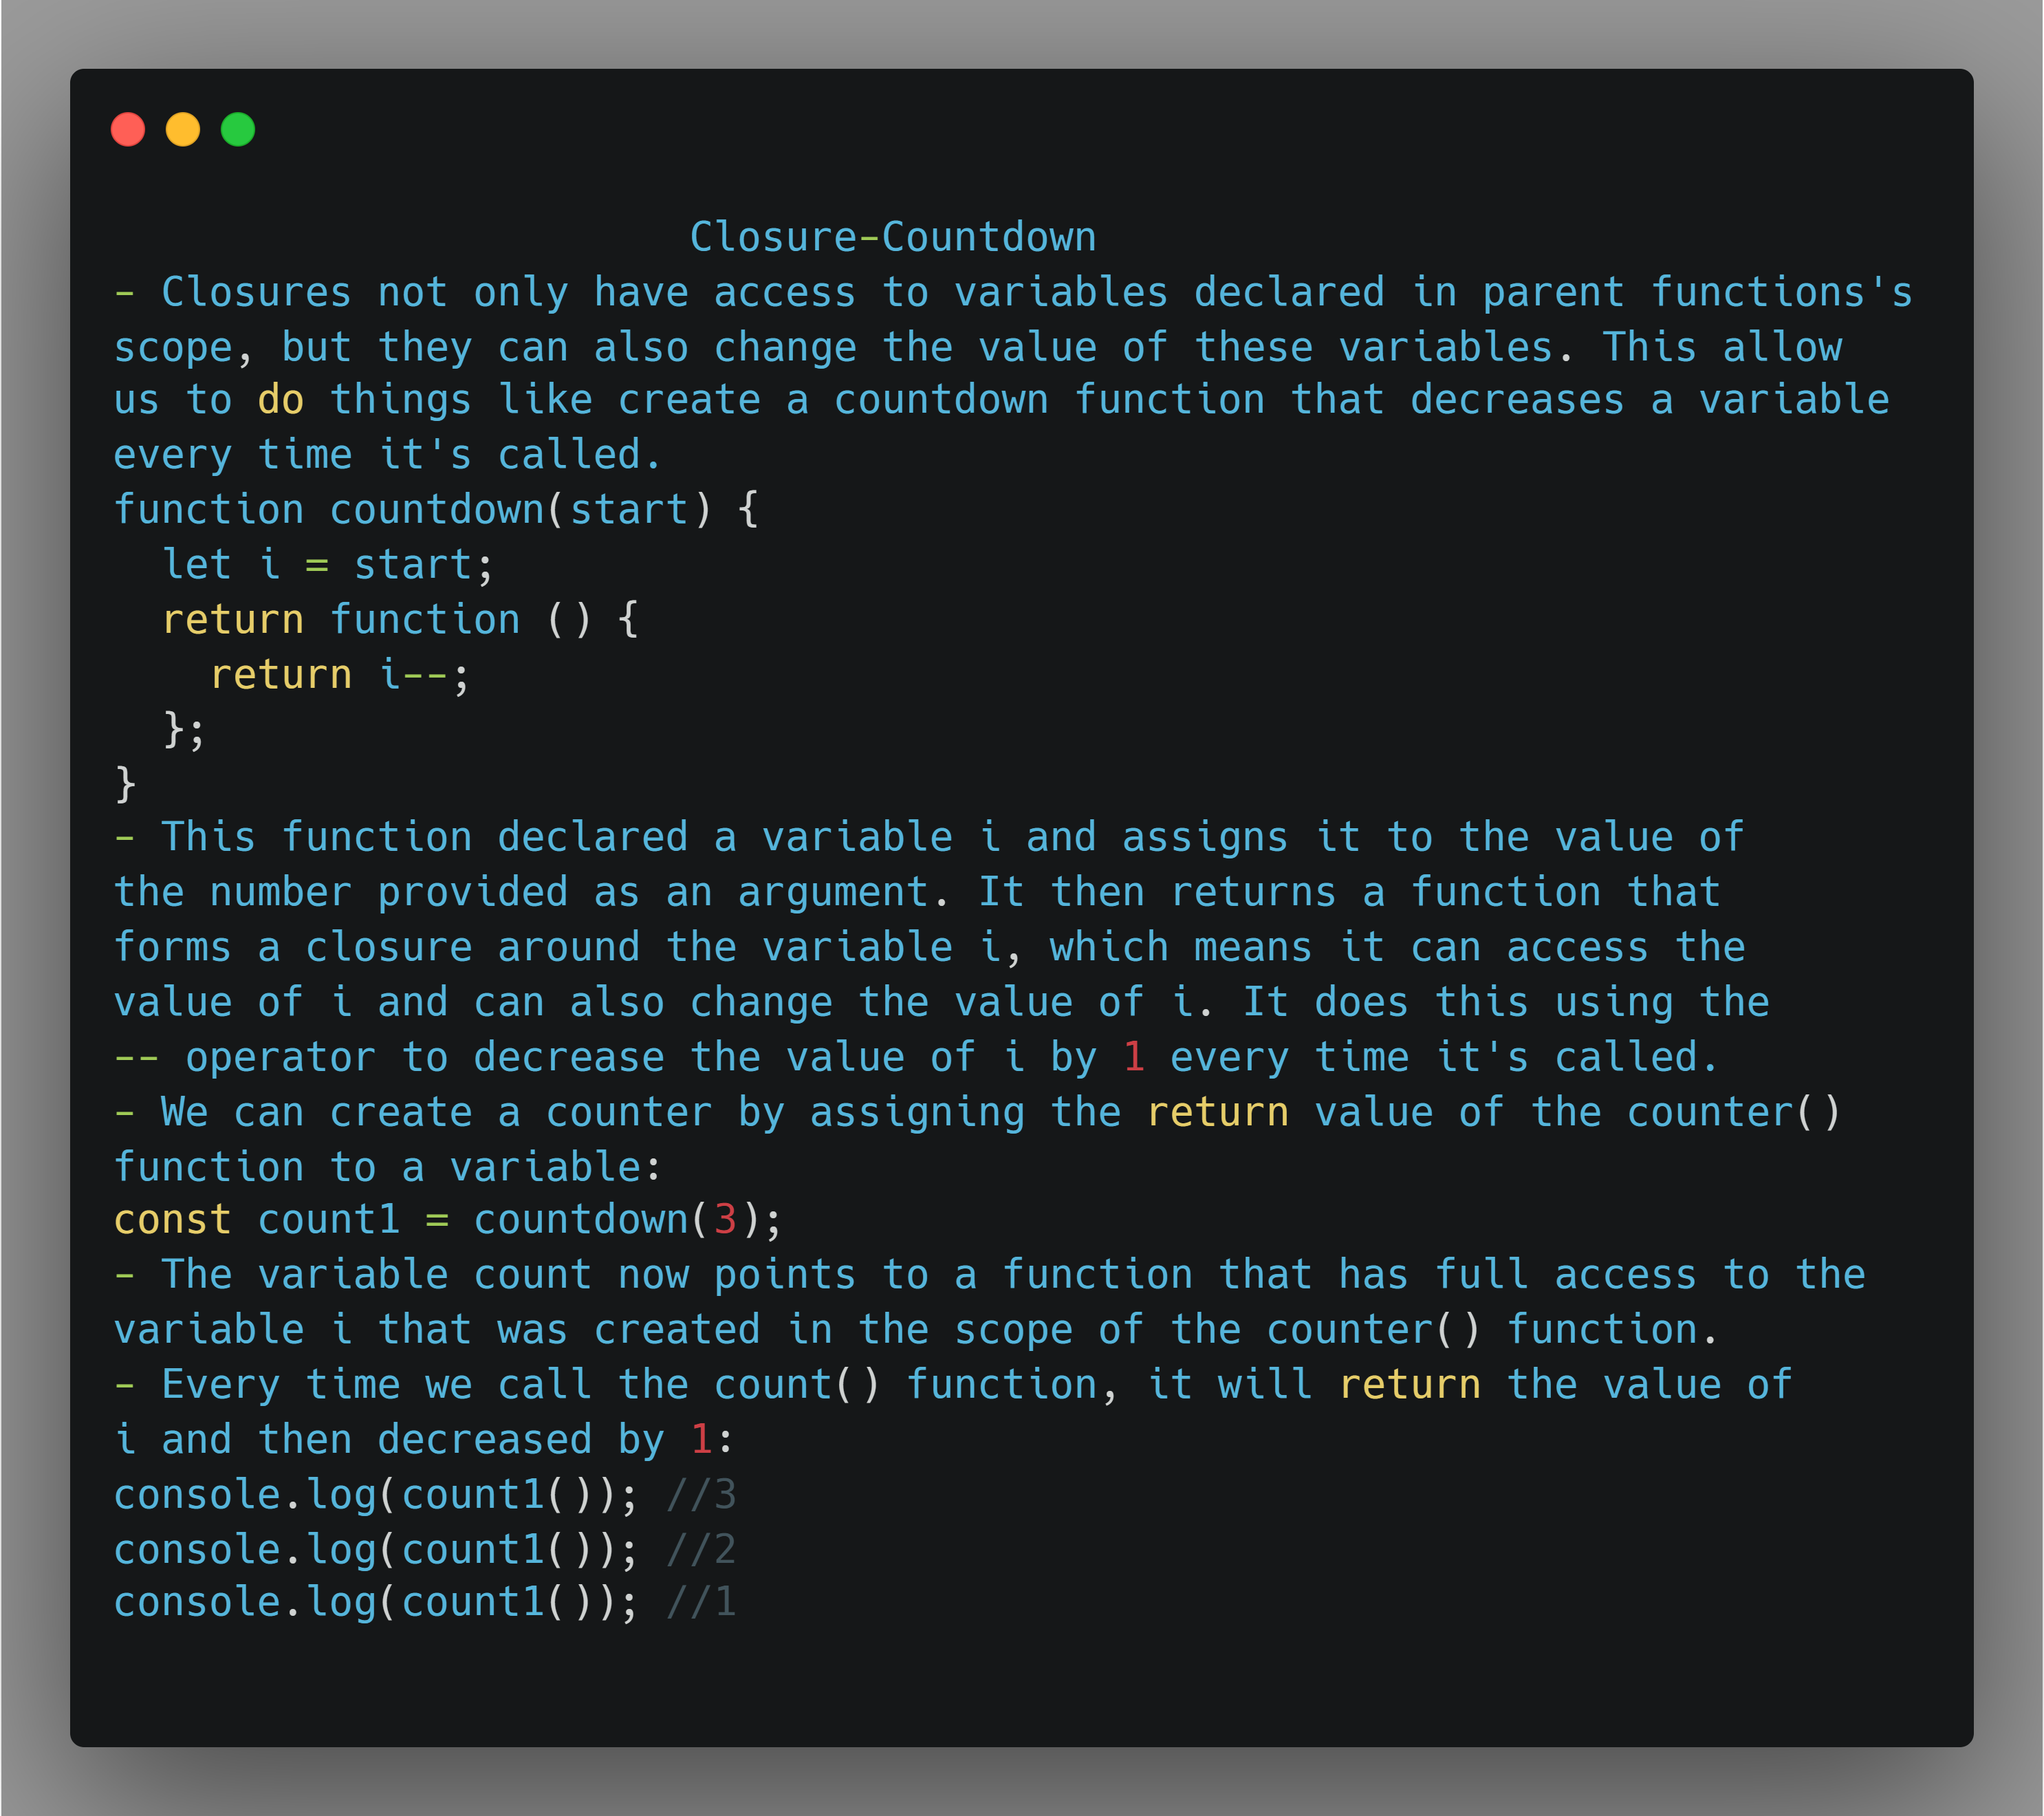 Closure-Countdown
- Closures not only have access to variables declared in parent functions's
scope, but they can also change the value of these variables. This allow
us to do things like create a countdown function that decreases a variable
every time it's called.
function countdown(start) {
  let i = start;
  return function () {
    return i--;
  };
}
- This function declared a variable i and assigns it to the value of
the number provided as an argument. It then returns a function that
forms a closure around the variable i, which means it can access the
value of i and can also change the value of i. It does this using the
-- operator to decrease the value of i by 1 every time it's called.
- We can create a counter by assigning the return value of the counter()
function to a variable:
const count1 = countdown(3);
- The variable count now points to a function that has full access to the
variable i that was created in the scope of the counter() function.
- Every time we call the count() function, it will return the value of
i and then decreased by 1:
console.log(count1()); //3
console.log(count1()); //2
console.log(count1()); //1